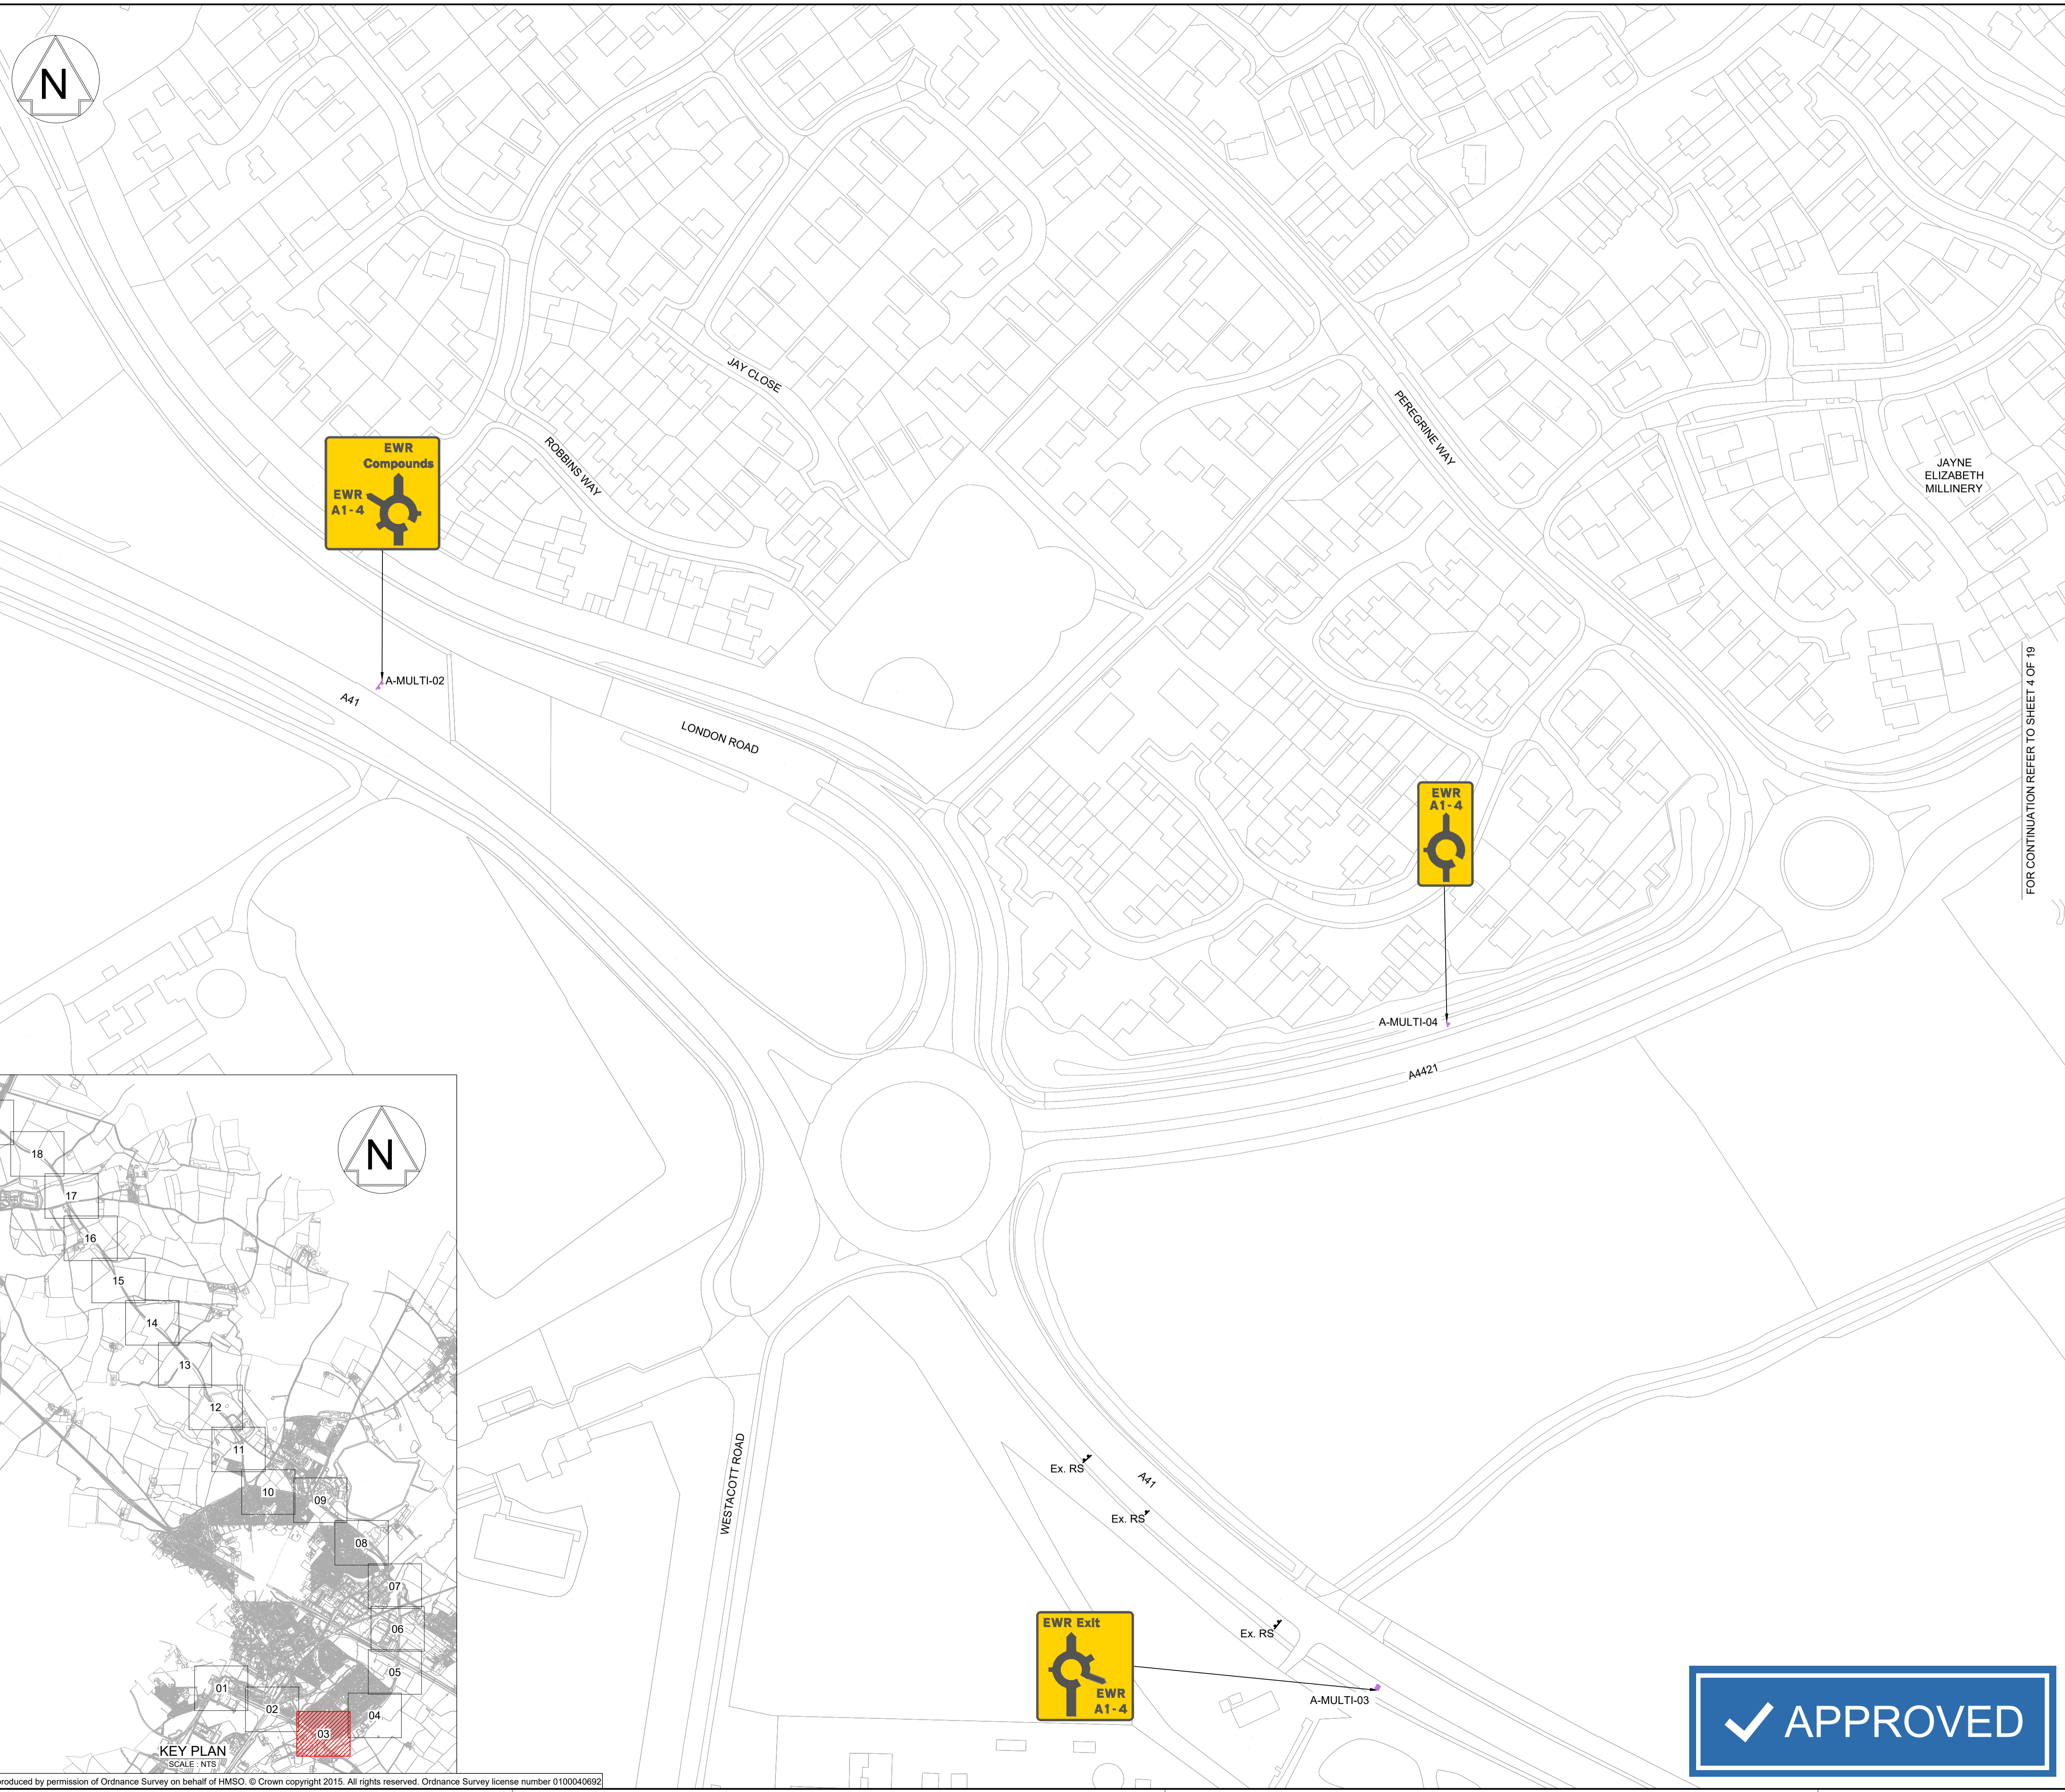 N
JAY CLOSE
ROBBINS WAY
PEREGRINE WAY
JAYNE
ELIZABETH
MILLINERY
EWR
Compounds
EWR
A1-4
A-MULTI-02
A41
LONDON ROAD
FOR CONTINUATION REFER TO SHEET 4 OF 19
EWR
A1-4
A-MULTI-04
A4421
N
18
17
16
15
14
13
12
11
10
09
08
07
06
05
04
03
02
01
KEY PLAN
SCALE : NTS
WESTACOTT ROAD
Ex. RS
A41
Ex. RS
Ex. RS
EWR Exit
EWR
A1-4
A-MULTI-03
APPROVED
roduced by permission of Ordnance Survey on behalf of HMSO. © Crown copyright 2015. All rights reserved. Ordnance Survey license number 0100040692